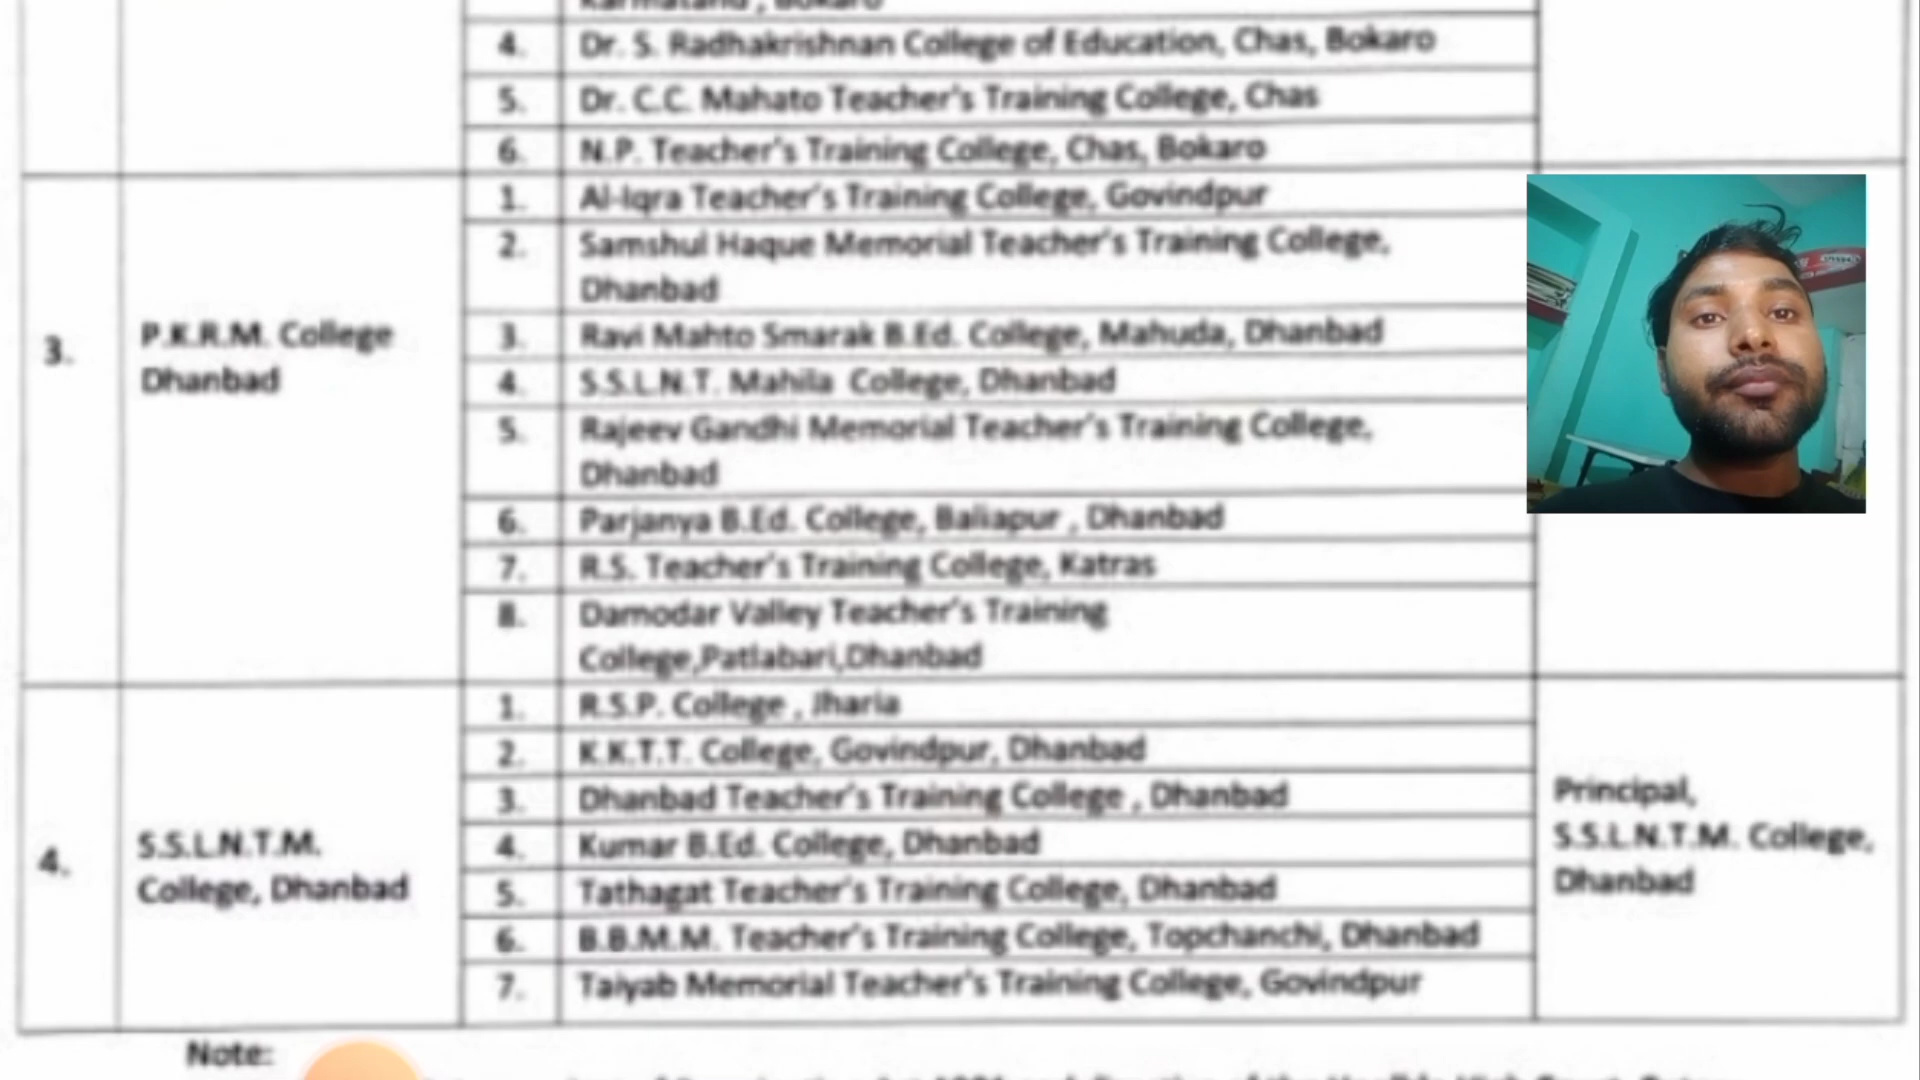 4. Dr. S. Radhakrishnan College of Education, Chas, Bokaro
5. Dr. C.C. Mahato Teacher's Training College, Chas
6. N.P. Teacher's Training College, Chas, Bokaro
3. P.K.R.M. College
Dhanbad
1. Al-Iqra Teacher's Training College, Govindpur
2. Samshul Haque Memorial Teacher's Training College,
Dhanbad
3. Ravi Mahto Smarak B.Ed. College, Mahuda, Dhanbad
4. S.S.L.N.T. Mahila College, Dhanbad
5. Rajeev Gandhi Memorial Teacher's Training College,
Dhanbad
6. Parjanya B.Ed. College, Baliapur , Dhanbad
7. R.S. Teacher's Training College, Katras
8. Damodar Valley Teacher's Training
College,Patlabari,Dhanbad
4. S.S.L.N.T.M.
College, Dhanbad
1. R.S.P. College , Jharia
2. K.K.T.T. College, Govindpur, Dhanbad
3. Dhanbad Teacher's Training College , Dhanbad
4. Kumar B.Ed. College, Dhanbad
5. Tathagat Teacher's Training College, Dhanbad
6. B.B.M.M. Teacher's Training College, Topchanchi, Dhanbad
7. Taiyab Memorial Teacher's Training College, Govindpur
Principal,
S.S.L.N.T.M. College,
Dhanbad
Note: